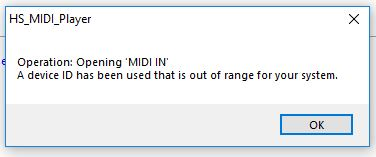 HS_MIDI_Player
Operation: Opening 'MIDI IN'
A device ID has been used that is out of range for your system.
OK